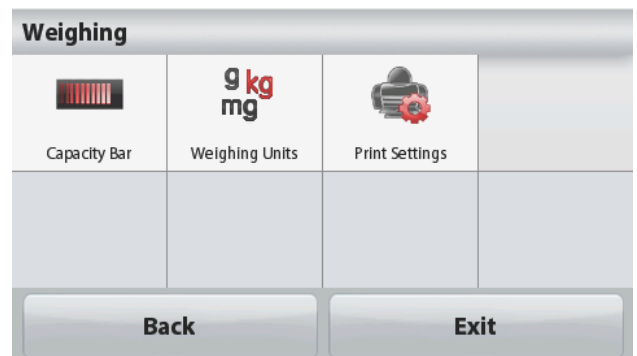 Weighing
g kg
mg
Capacity Bar
Weighing Units
Print Settings
Back
Exit